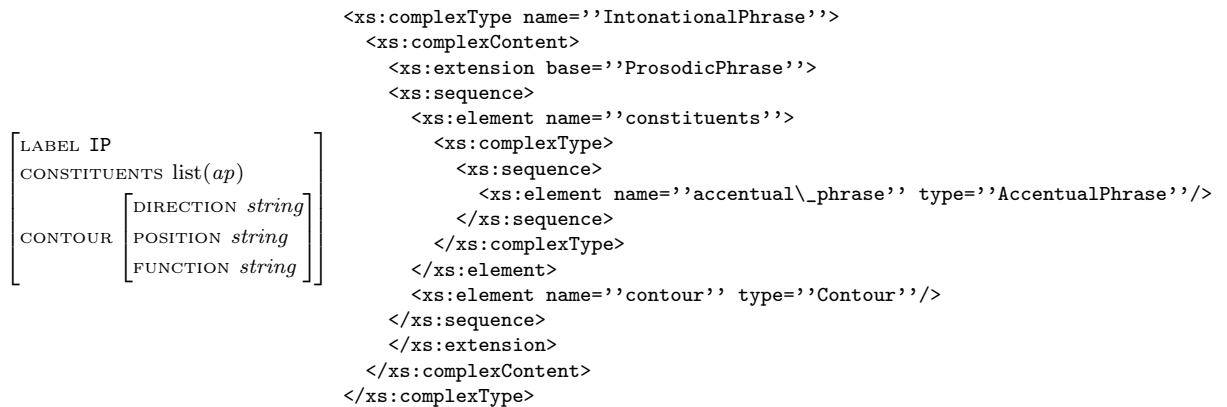 LABEL IP
CONSTITUENTS list(ap)
CONTOUR
DIRECTION string
POSITION string
FUNCTION string
<xs:complexType name=''IntonationalPhrase''>
<xs:complexContent>
<xs:extension base=''ProsodicPhrase''>
<xs:sequence>
<xs:element name=''constituents''>
<xs:complexType>
<xs:sequence>
<xs:element name=''accentual\_phrase'' type=''AccentualPhrase''/>
</xs:sequence>
</xs:complexType>
</xs:element>
<xs:element name=''contour'' type=''Contour''/>
</xs:sequence>
</xs:extension>
</xs:complexContent>
</xs:complexType>